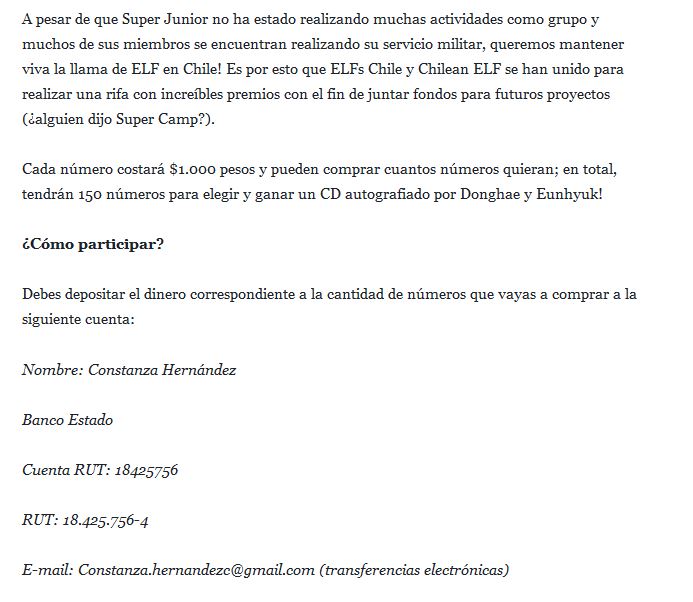 A pesar de que Super Junior no ha estado realizando muchas actividades como grupo y
muchos de sus miembros se encuentran realizando su servicio militar, queremos mantener
viva la llama de ELF en Chile! Es por esto que ELFs Chile y Chilean ELF se han unido para
realizar una rifa con increíbles premios con el fin de juntar fondos para futuros proyectos
(¿alguien dijo Super Camp?).
Cada número costará $1.000 pesos y pueden comprar cuantos números quieran; en total,
tendrán 150 números para elegir y ganar un CD autografiado por Donghae y Eunhyuk!
¿Cómo participar?
Debes depositar el dinero correspondiente a la cantidad de números que vayas a comprar a la
siguiente cuenta:
Nombre: Constanza Hernández
Banco Estado
Cuenta RUT: 18425756
RUT: 18.425.756-4
E-mail: Constanza.hernandezc@gmail.com (transferencias electrónicas)